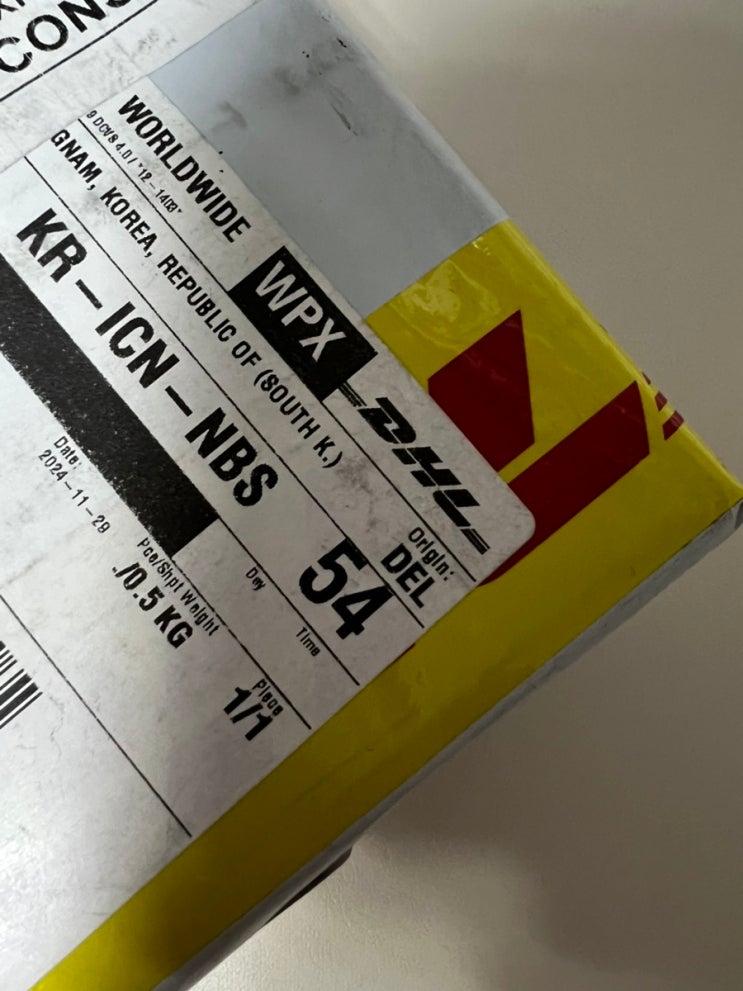 CONS
WORLDWIDE
WPX
DHL
GNAM, KOREA, REPUBLIC OF (SOUTH K.)
Origin:
DEL
KR-ICN-NBS
54
Day
Time
Date:
2024-11-29
Pce/Shpt Weight
./0.5 KG
Piece
1/1